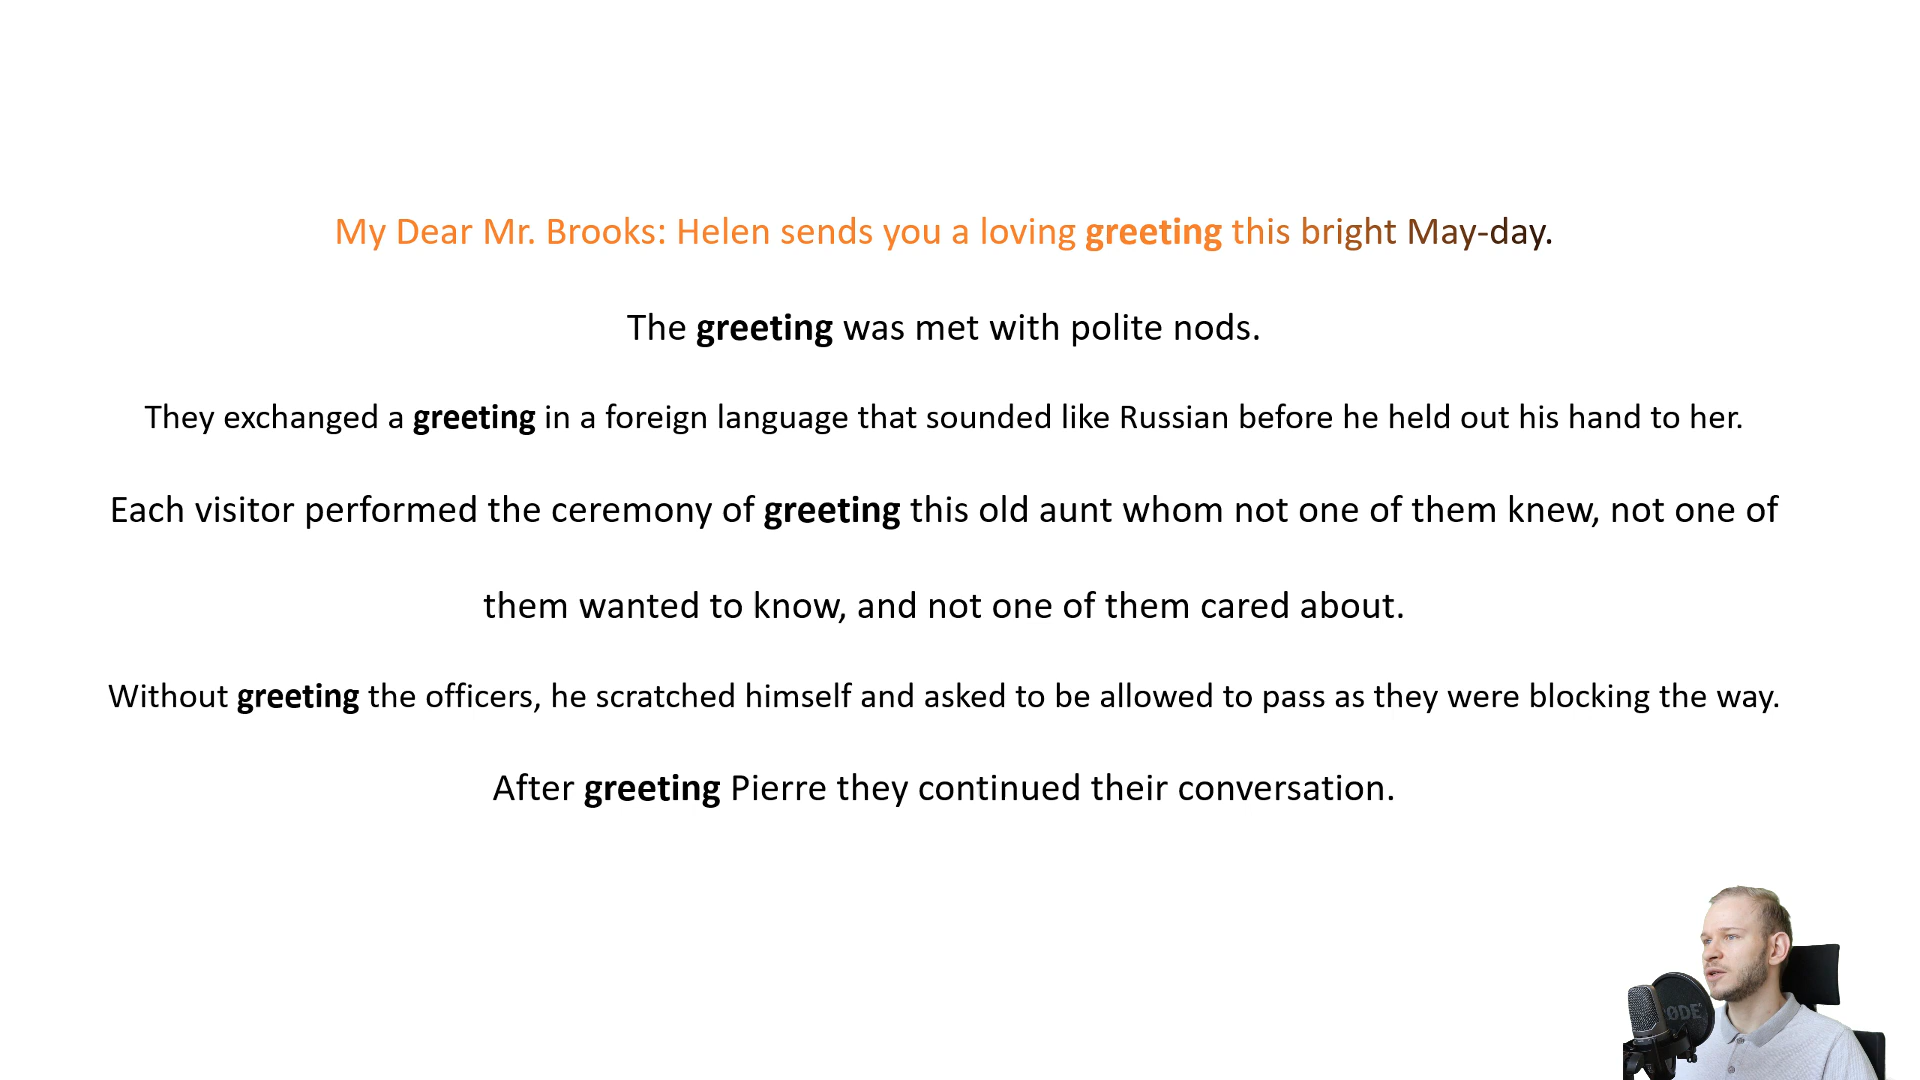 My Dear Mr. Brooks: Helen sends you a loving greeting this bright May-day.
The greeting was met with polite nods.
They exchanged a greeting in a foreign language that sounded like Russian before he held out his hand to her.
Each visitor performed the ceremony of greeting this old aunt whom not one of them knew, not one of
them wanted to know, and not one of them cared about.
Without greeting the officers, he scratched himself and asked to be allowed to pass as they were blocking the way.
After greeting Pierre they continued their conversation.